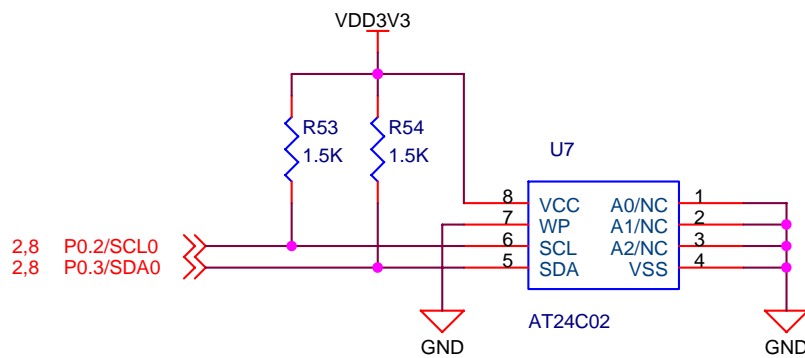 VDD3V3
R53 R54
1.5K 1.5K
U7
8 VCC A0/NC 1
7 WP A1/NC 2
2,8 P0.2/SCL0 6 SCL A2/NC 3
2,8 P0.3/SDA0 5 SDA VSS 4
AT24C02
GND GND